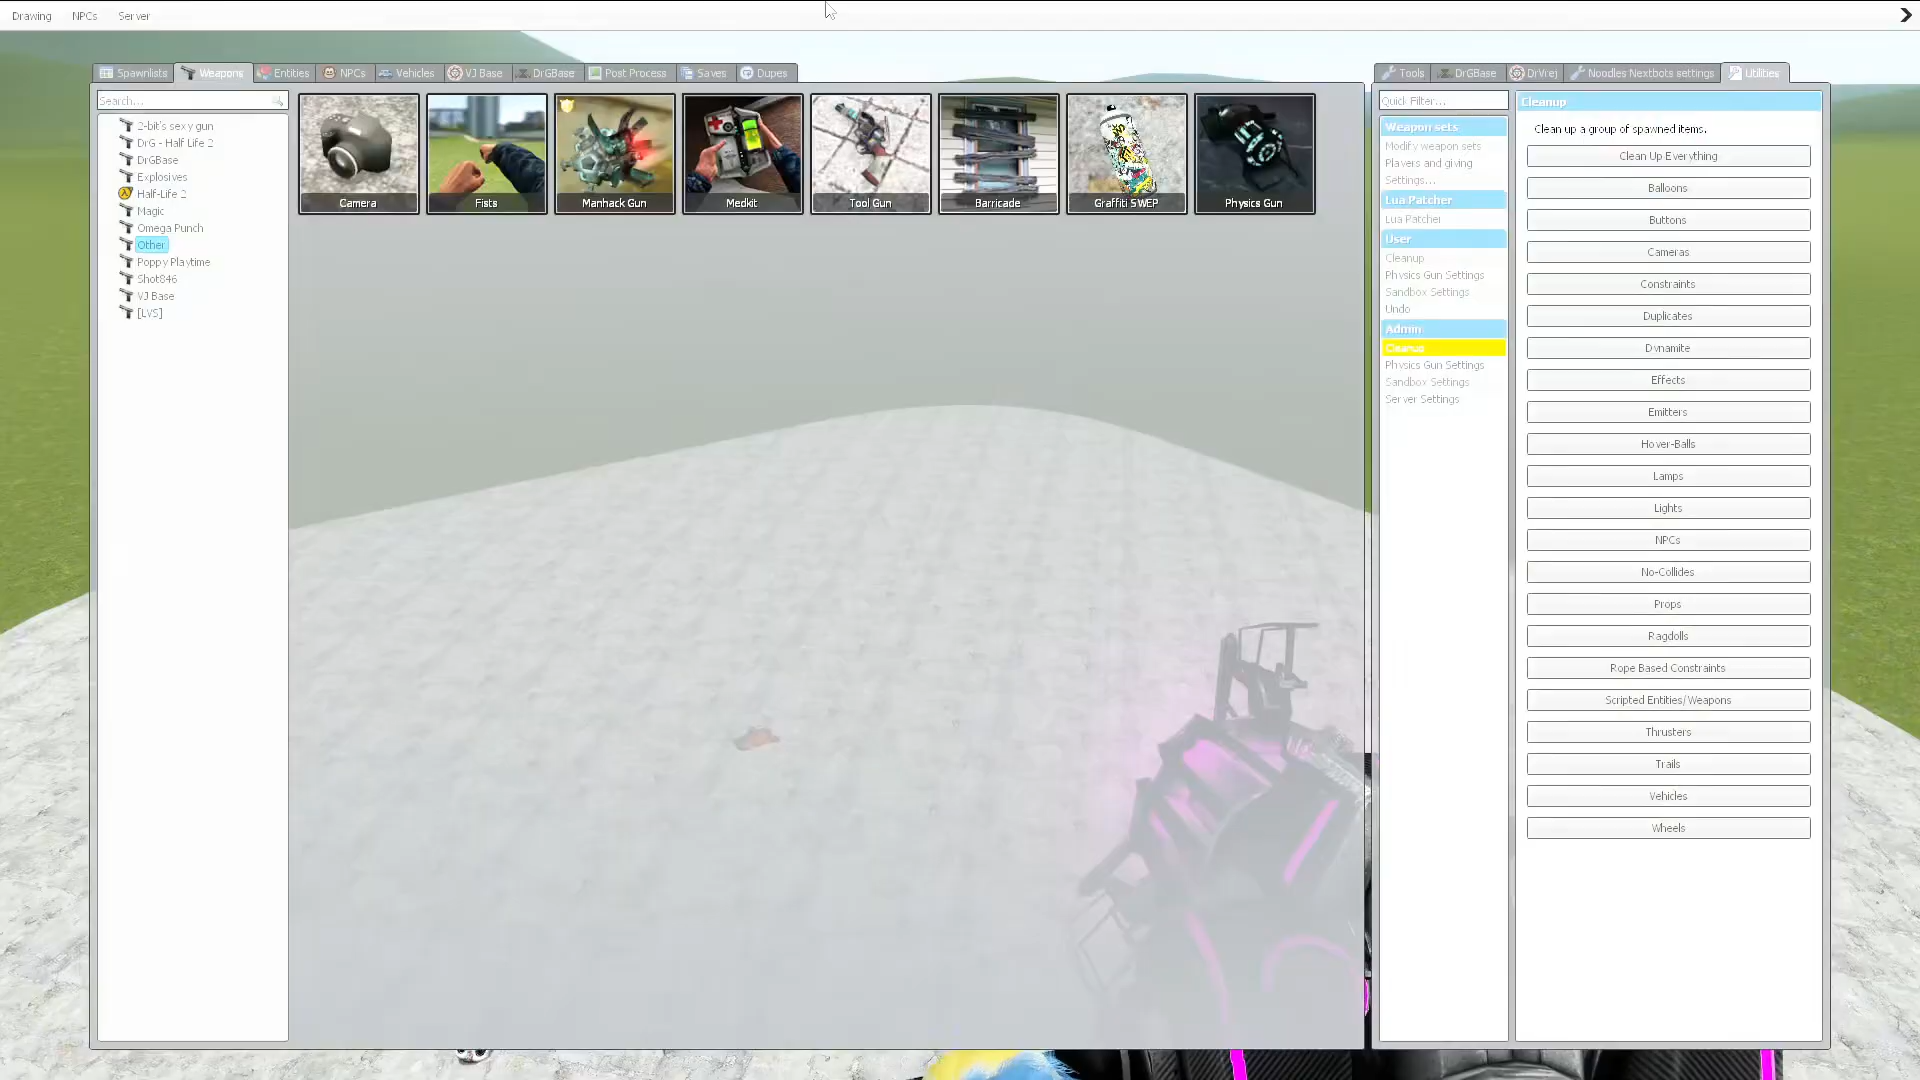 Drawing NPCs Server
Spawnlists Weapons Entities NPCs Vehicles VJ Base DrGBase Post Process Saves Dupes
Search...
2-bit's sexy gun
DrG - Half Life 2
DrGBase
Explosives
Half-Life 2
Magic
Omega Punch
Other
Poppy Playtime
Shot846
VJ Base
[LVS]
Camera
Fists
Manhack Gun
Medkit
Tool Gun
Barricade
Graffiti SWEP
Physics Gun
Tools DrGBase DrVrej Noodles Nextbots settings Utilities
Quick Filter...
Weapon sets
Modify weapon sets
Players and giving
Settings...
Lua Patcher
Lua Patcher
User
Cleanup
Physics Gun Settings
Sandbox Settings
Undo
Admin
Cleanup
Physics Gun Settings
Sandbox Settings
Server Settings
Cleanup
Clean up a group of spawned items.
Clean Up Everything
Balloons
Buttons
Cameras
Constraints
Duplicates
Dynamite
Effects
Emitters
Hover-Balls
Lamps
Lights
NPCs
No-Collides
Props
Ragdolls
Rope Based Constraints
Scripted Entities/Weapons
Thrusters
Trails
Vehicles
Wheels